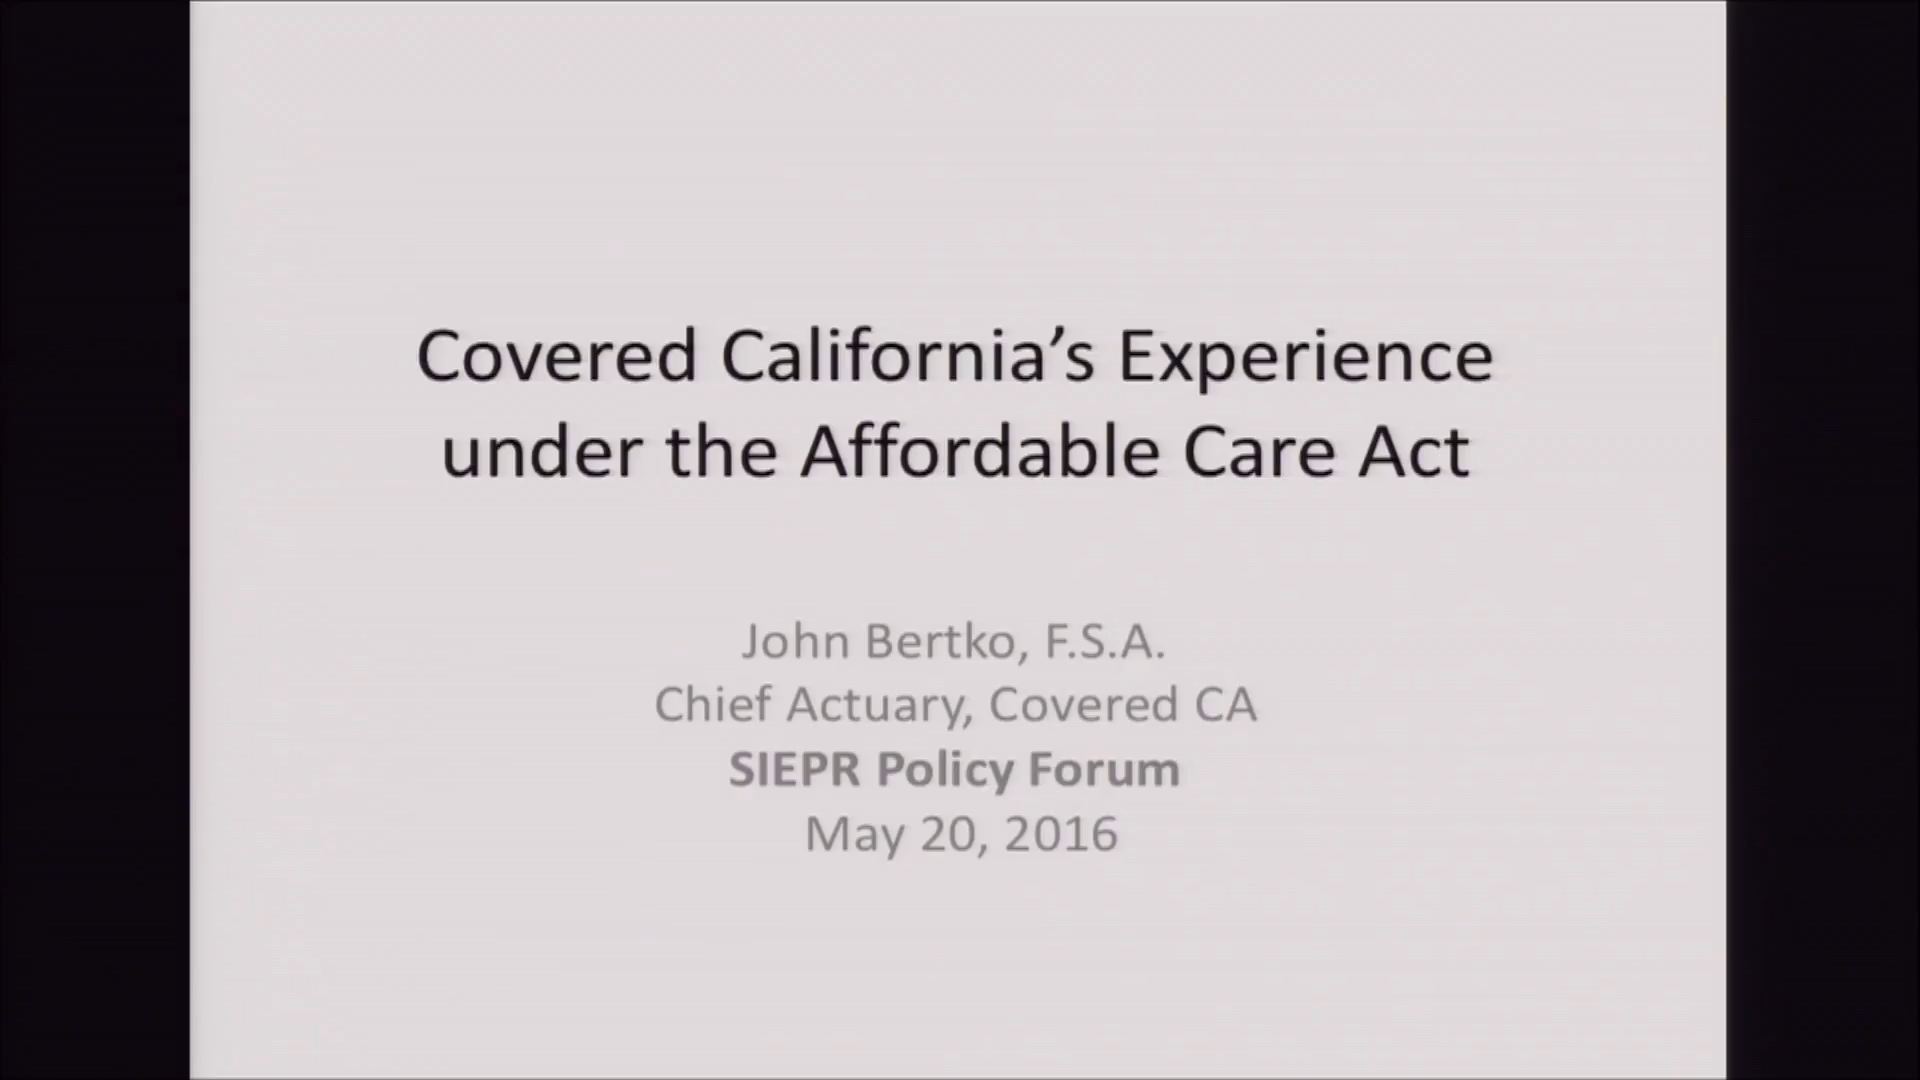 Covered California’s Experience
under the Affordable Care Act
John Bertko, F.S.A.
Chief Actuary, Covered CA
SIEPR Policy Forum
May 20, 2016